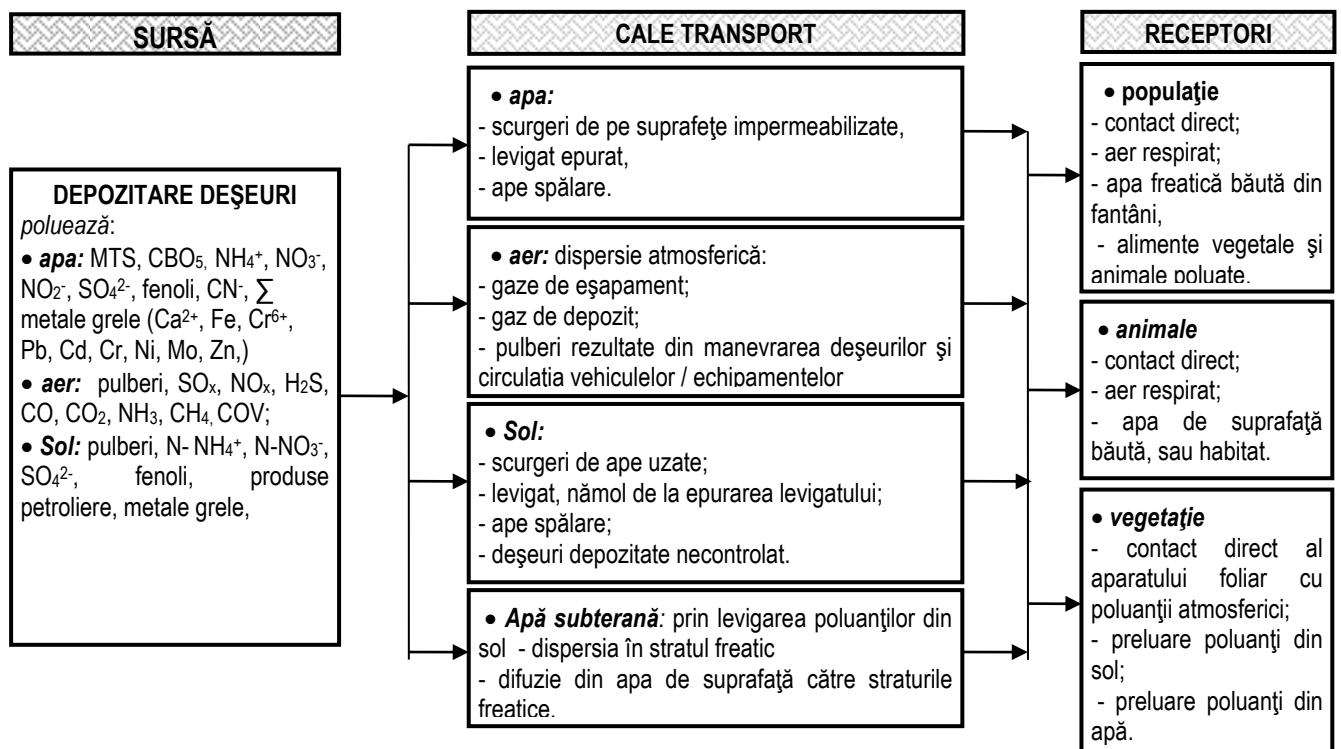 SURSĂ
DEPOZITARE DEŞEURI
poluează:
• apa: MTS, CBO₅, NH₄⁺, NO₃⁻,
NO₂⁻, SO₄²⁻, fenoli, CN⁻, ∑
metale grele (Ca²⁺, Fe, Cr⁶⁺,
Pb, Cd, Cr, Ni, Mo, Zn,)
• aer: pulberi, SOₓ, NOₓ, H₂S,
CO, CO₂, NH₃, CH₄, COV;
• Sol: pulberi, N- NH₄⁺, N-NO₃⁻,
SO₄²⁻, fenoli, produse
petroliere, metale grele,
CALE TRANSPORT
• apa:
- scurgeri de pe suprafeţe impermeabilizate,
- levigat epurat,
- ape spălare.
• aer: dispersie atmosferică:
- gaze de eşapament;
- gaz de depozit;
- pulberi rezultate din manevrarea deşeurilor şi
circulatia vehiculelor / echipamentelor
• Sol:
- scurgeri de ape uzate;
- levigat, nămol de la epurarea levigatului;
- ape spălare;
- deşeuri depozitate necontrolat.
• Apă subterană: prin levigarea poluanţilor din
sol - dispersia în stratul freatic
- difuzie din apa de suprafaţă către straturile
freatice.
RECEPTORI
• populaţie
- contact direct;
- aer respirat;
- apa freatică băută din
fantâni,
- alimente vegetale şi
animale poluate.
• animale
- contact direct;
- aer respirat;
- apa de suprafaţă
băută, sau habitat.
• vegetaţie
- contact direct al
aparatului foliar cu
poluanţii atmosferici;
- preluare poluanţi din
sol;
- preluare poluanţi din
apă.